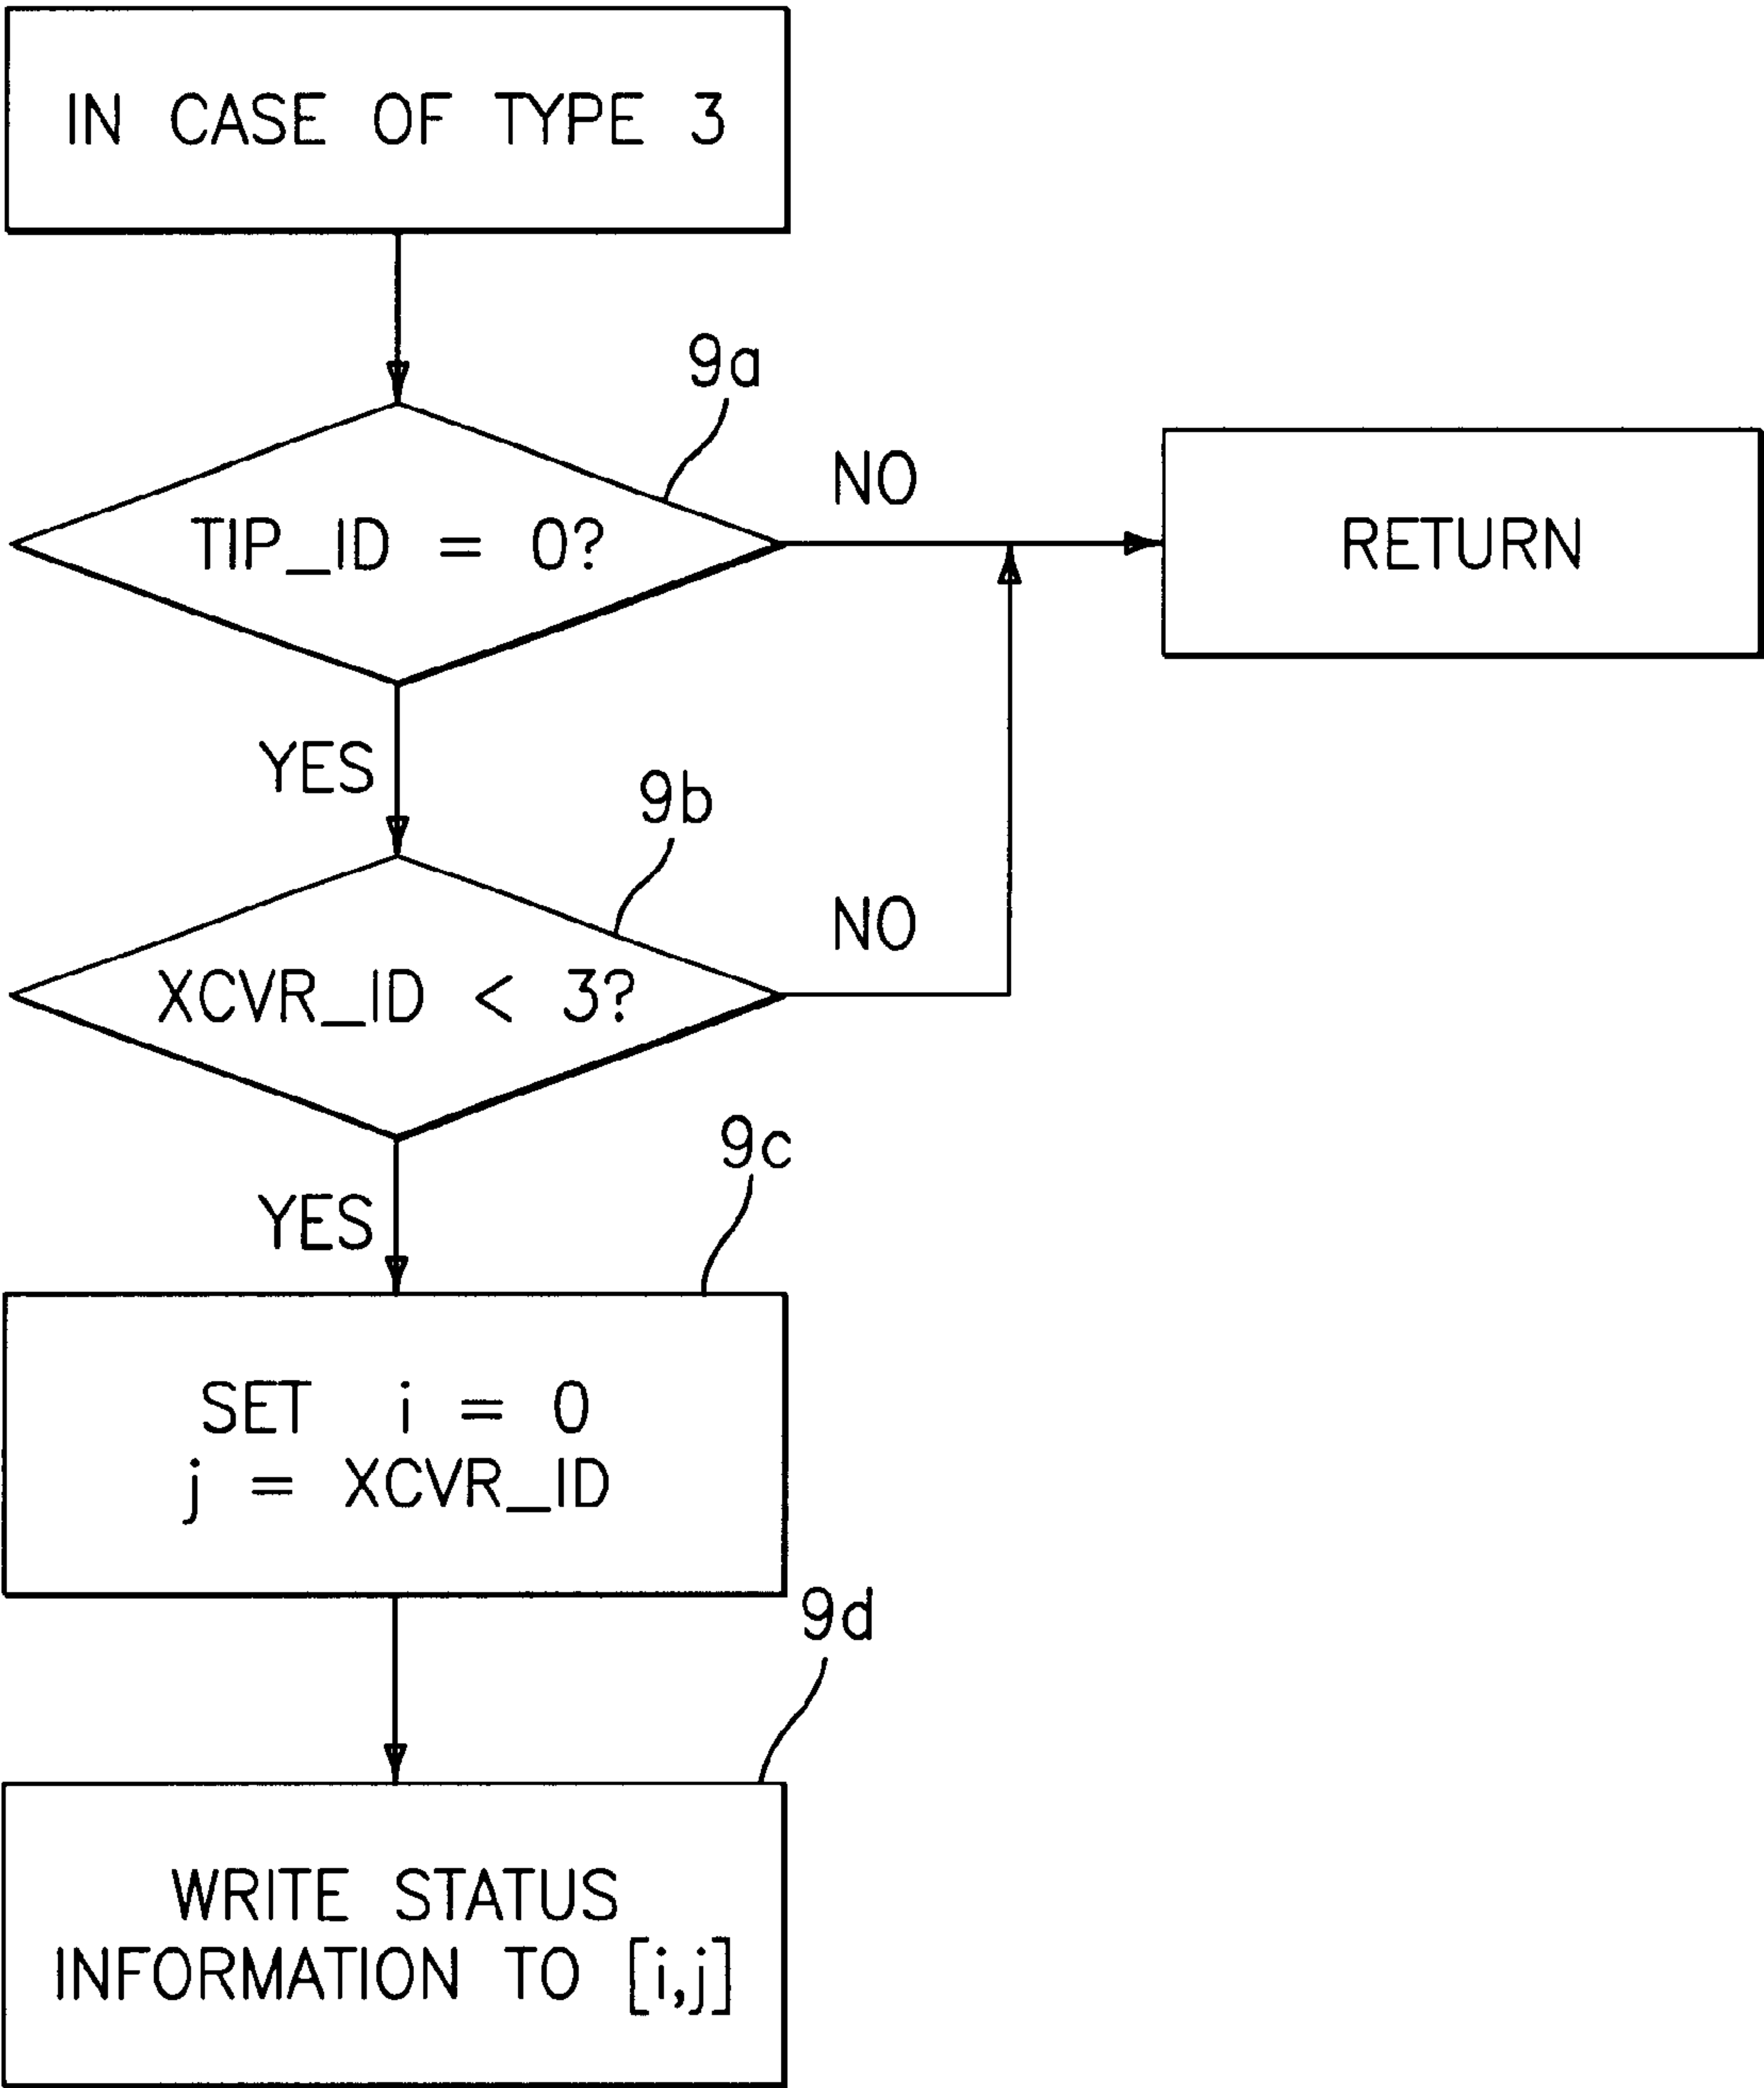 IN CASE OF TYPE 3
9a
NO
TIP_ID = 0?
RETURN
YES
9b
NO
XCVR_ID < 3?
9c
YES
SET i = 0
j = XCVR_ID
9d
WRITE STATUS
INFORMATION TO [i,j]